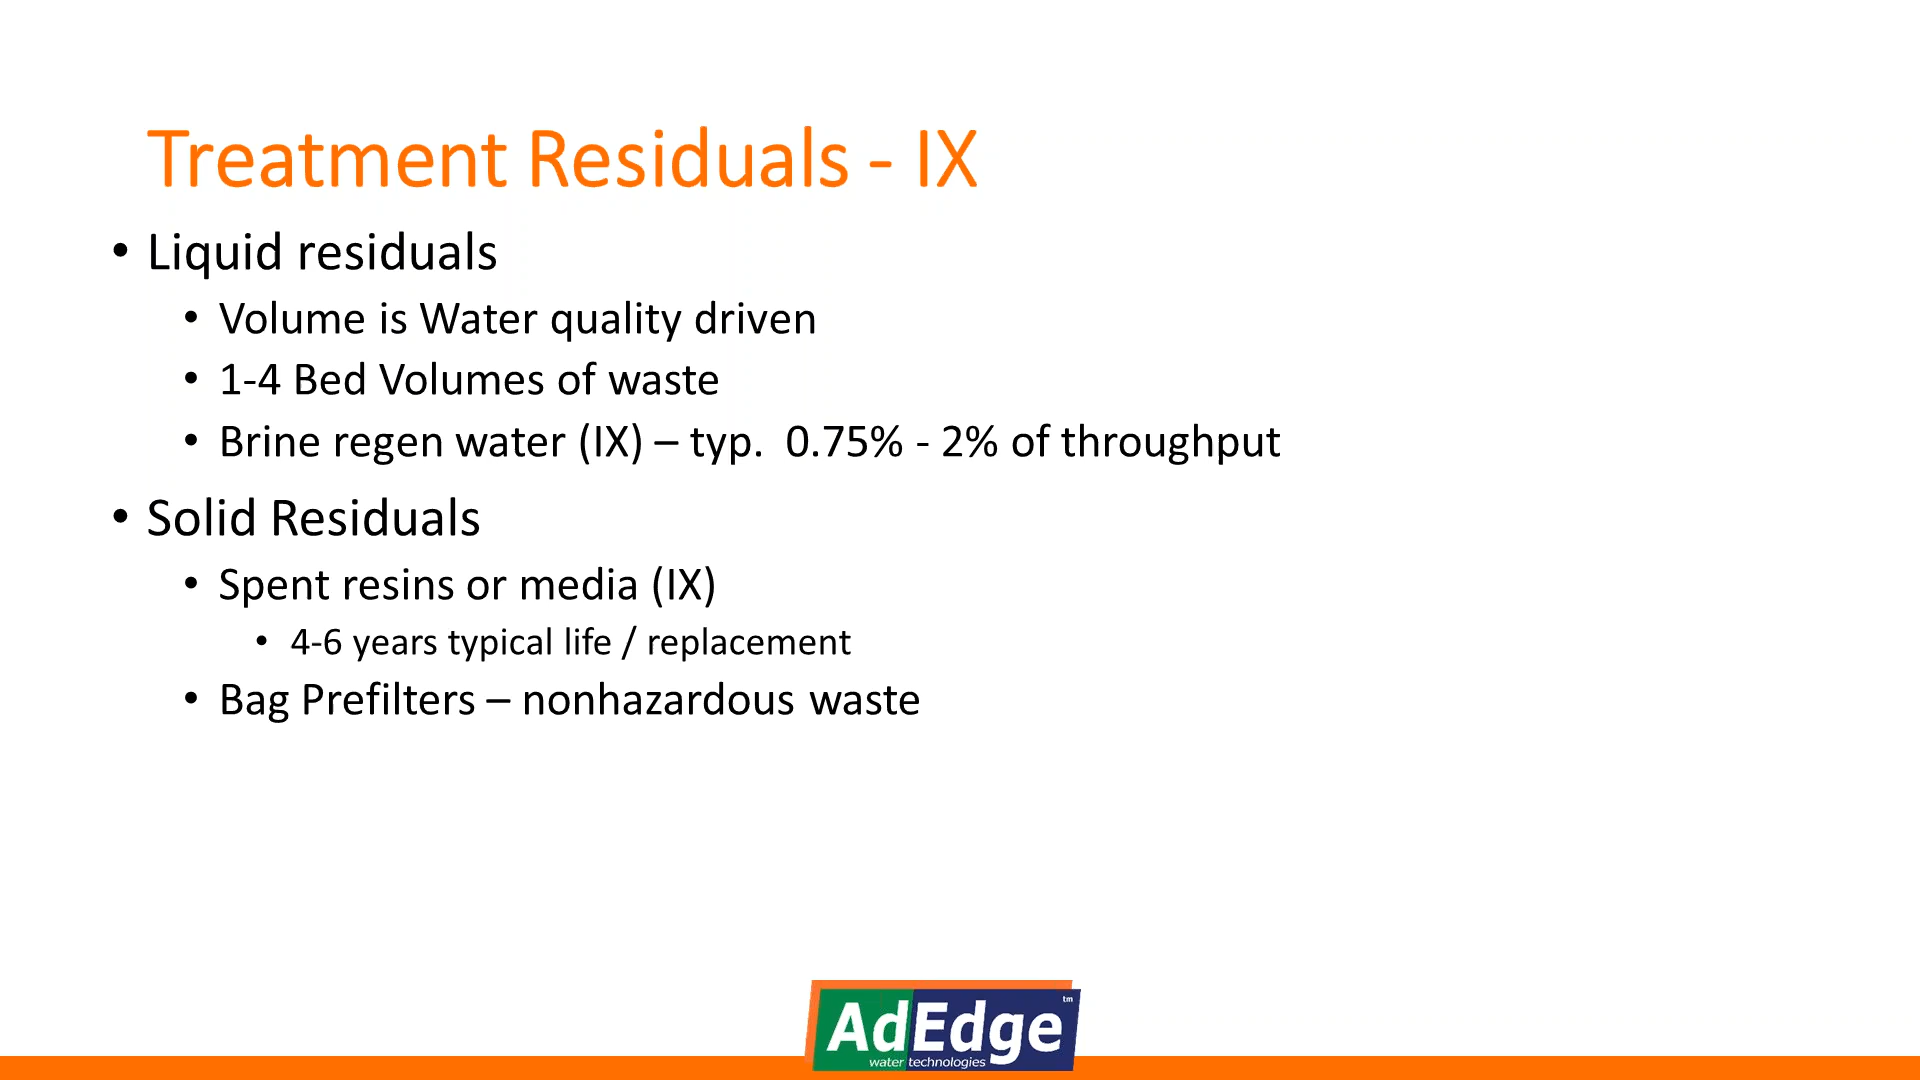 Treatment Residuals - IX
• Liquid residuals
• Volume is Water quality driven
• 1-4 Bed Volumes of waste
• Brine regen water (IX) – typ.  0.75% - 2% of throughput
• Solid Residuals
• Spent resins or media (IX)
• 4-6 years typical life / replacement
• Bag Prefilters – nonhazardous waste
AdEdge tm
water technologies